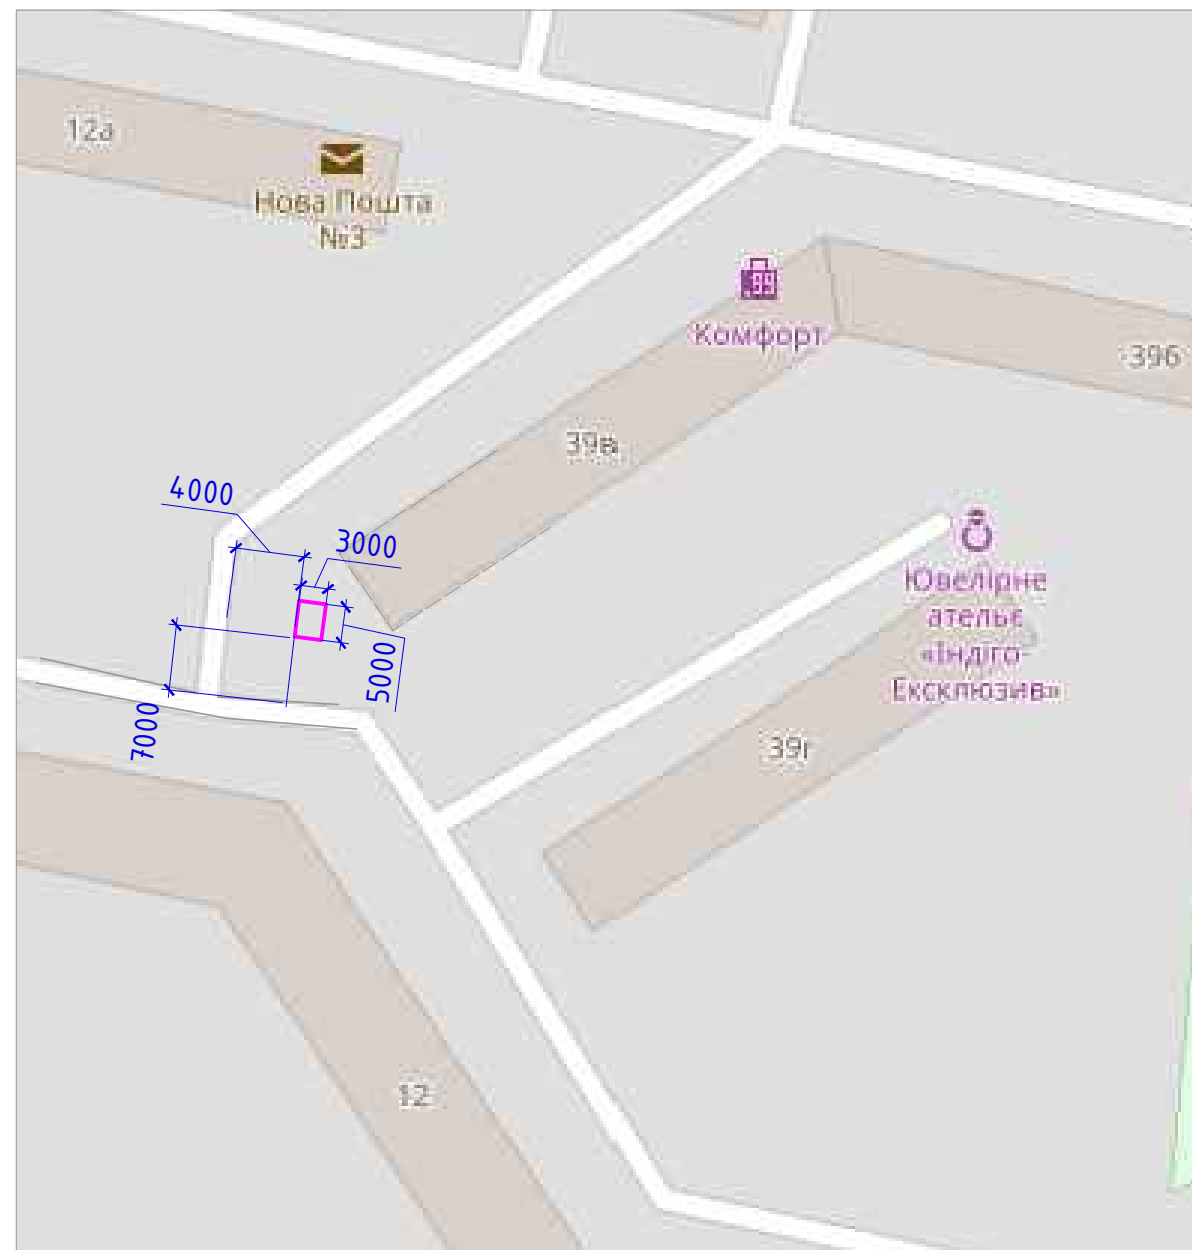 12а
Нова Пошта
№3
Комфорт
39б
39в
4000
3000
Ювелірне
ательє
«Індіго-
Ексклюзив»
5000
7000
39г
12